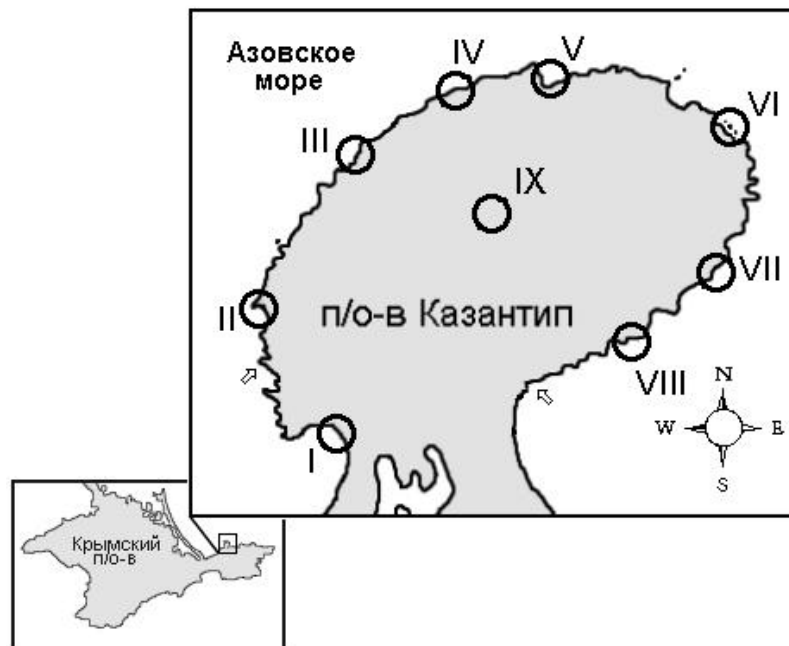 Азовское
море
IV
V
VI
III
IX
VII
II
п/о-в Казантип
VIII
I
N
W
E
S
Крымский
п/о-в